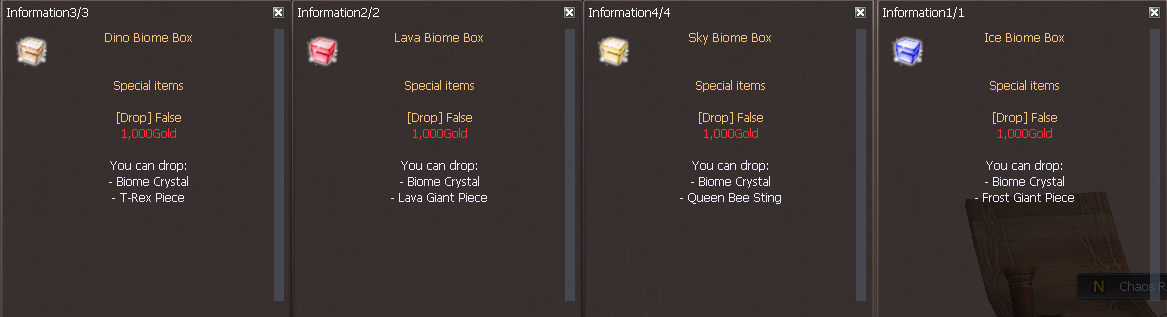 Information3/3
Dino Biome Box
Special items
[Drop] False
1,000Gold
You can drop:
- Biome Crystal
- T-Rex Piece
Information2/2
Lava Biome Box
Special items
[Drop] False
1,000Gold
You can drop:
- Biome Crystal
- Lava Giant Piece
Information4/4
Sky Biome Box
Special items
[Drop] False
1,000Gold
You can drop:
- Biome Crystal
- Queen Bee Sting
Information1/1
Ice Biome Box
Special items
[Drop] False
1,000Gold
You can drop:
- Biome Crystal
- Frost Giant Piece
N Chaos R